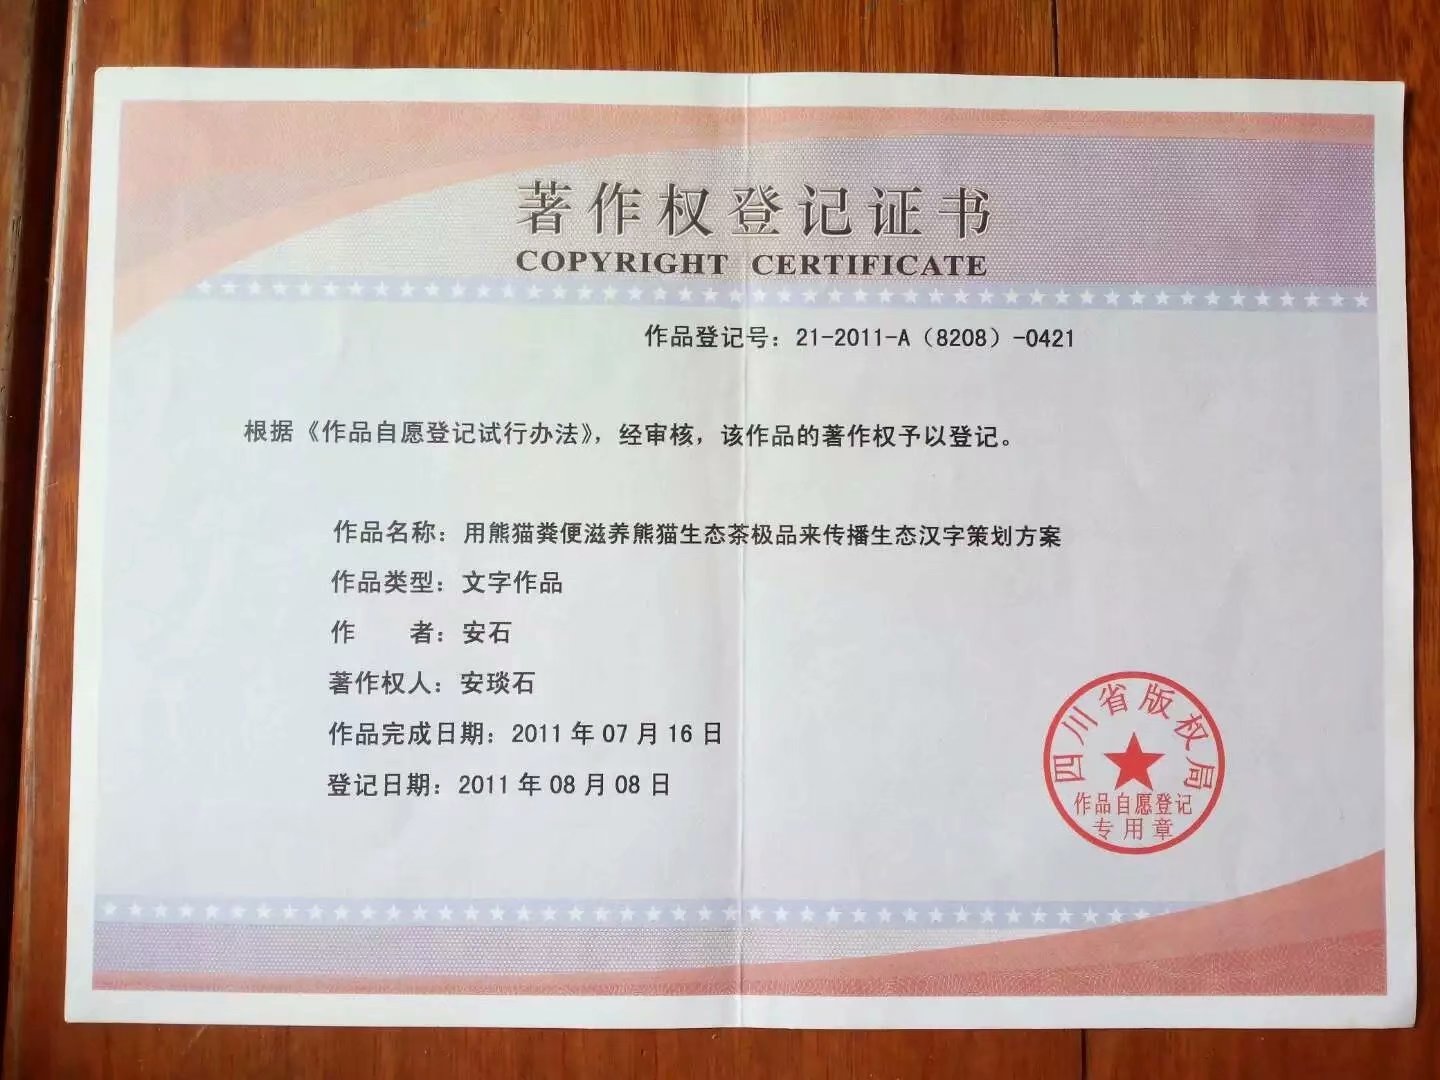 著作权登记证书
COPYRIGHT CERTIFICATE
作品登记号：21-2011-A（8208）-0421
根据《作品自愿登记试行办法》，经审核，该作品的著作权予以登记。
作品名称：用熊猫粪便滋养熊猫生态茶极品来传播生态汉字策划方案
作品类型：文字作品
作　　者：安石
著作权人：安琰石
作品完成日期：2011 年 07 月 16 日
登记日期：2011 年 08 月 08 日
四川省版权局
作品自愿登记
专用章